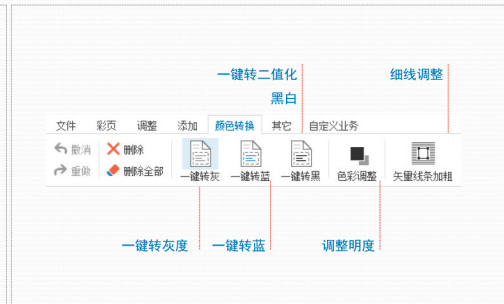 一键转二值化
黑白
细线调整
文件 彩页 调整 添加 颜色转换 其它 自定义业务
撤消 删除
重做 删除全部
一键转灰 一键转蓝 一键转黑 色彩调整 矢量线条加粗
一键转灰度 一键转蓝 调整明度